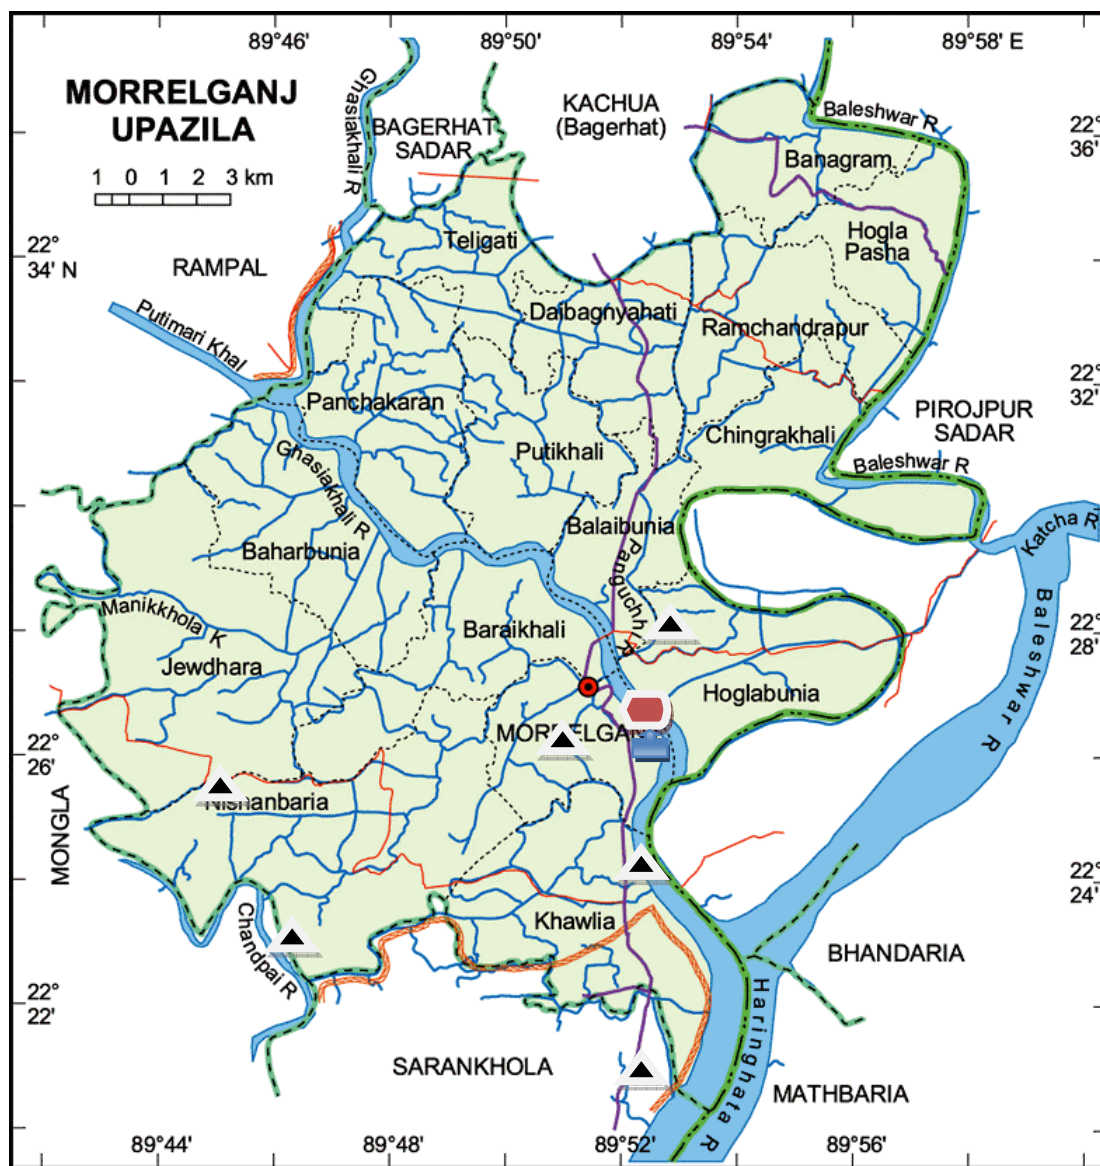 89°46'
89°50'
89°54'
89°58' E
MORRELGANJ
UPAZILA
1 0 1 2 3 km
Ghasiakhali R
BAGERHAT
SADAR
KACHUA
(Bagerhat)
Baleshwar R
22°
36'
Banagram
Hogla
Pasha
Teligati
22°
34' N
RAMPAL
Putimari Khal
Daibagnyahati
Ramchandrapur
22°
32'
Panchakaran
PIROJPUR
SADAR
Chingrakhali
Putikhali
Ghasiakhali R
Baleshwar R
Katcha R
Balaibunia
Baharbunia
Panguchhi R
Baleshwar R
Manikkhola K
Baraikhali
22°
28'
Jewdhara
Hoglabunia
MORRELGAN
22°
26'
Nishanbaria
MONGLA
22°
24'
Khawlia
Chandpai R
BHANDARIA
22°
22'
Haringhata R
SARANKHOLA
MATHBARIA
89°44'
89°48'
89°52'
89°56'